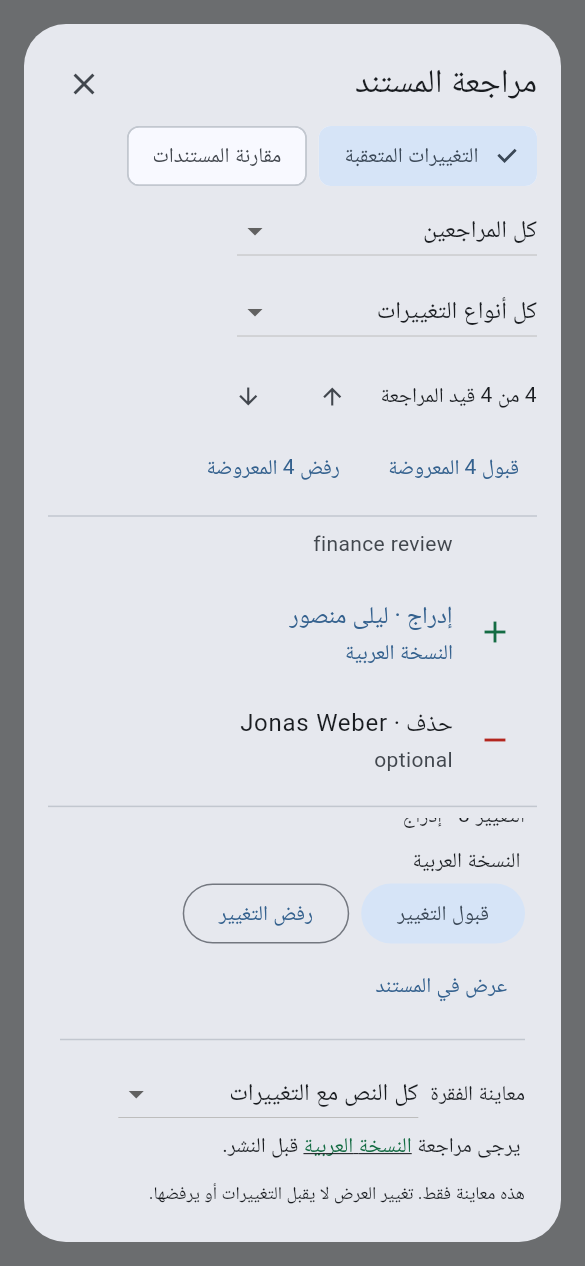 مراجعة المستند
التغييرات المتعقبة
مقارنة المستندات
كل المراجعين
كل أنواع التغييرات
4 من 4 قيد المراجعة
قبول 4 المعروضة
رفض 4 المعروضة
finance review
إدراج · ليلى منصور
النسخة العربية
حذف · Jonas Weber
optional
النسخة العربية
قبول التغيير
رفض التغيير
عرض في المستند
معاينة الفقرة
كل النص مع التغييرات
يرجى مراجعة النسخة العربية قبل النشر.
هذه معاينة فقط. تغيير العرض لا يقبل التغييرات أو يرفضها.